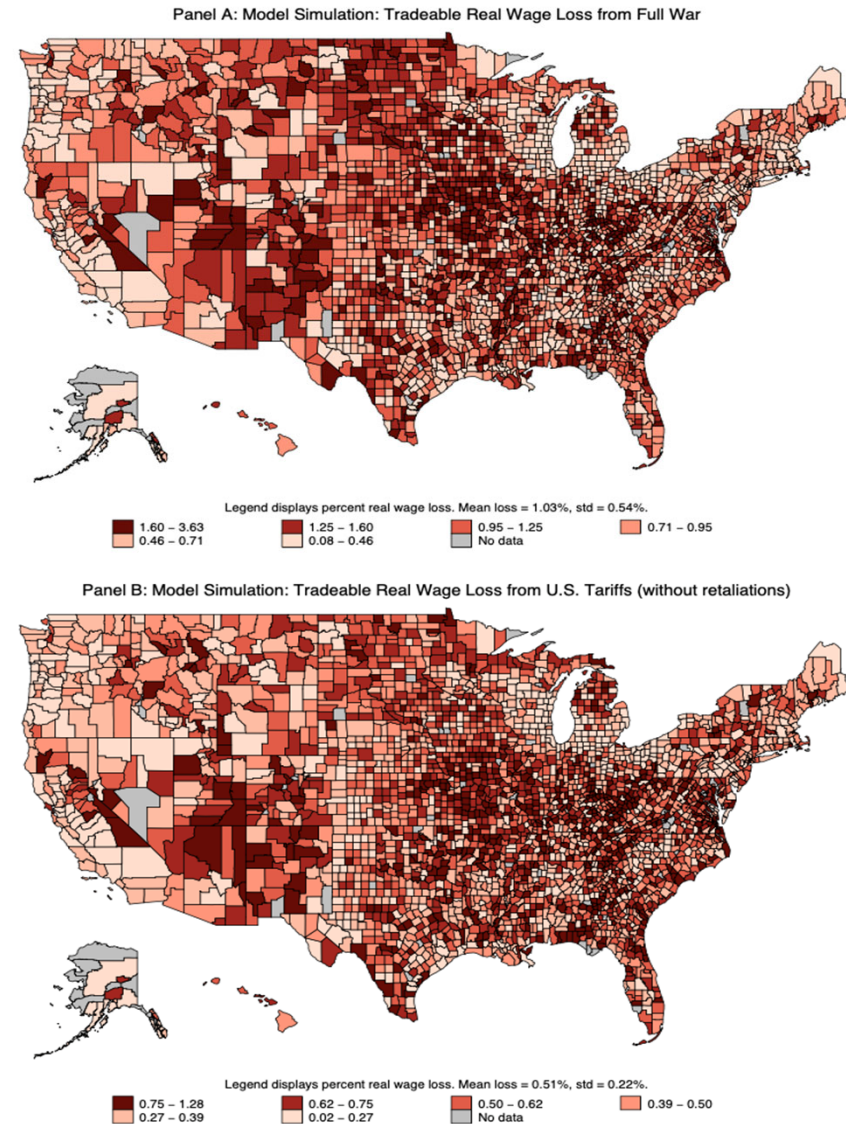 Panel A: Model Simulation: Tradeable Real Wage Loss from Full War
Legend displays percent real wage loss. Mean loss = 1.03%, std = 0.54%.
1.60 − 3.63 1.25 − 1.60 0.95 − 1.25 0.71 − 0.95
0.46 − 0.71 0.08 − 0.46 No data
Panel B: Model Simulation: Tradeable Real Wage Loss from U.S. Tariffs (without retaliations)
Legend displays percent real wage loss. Mean loss = 0.51%, std = 0.22%.
0.75 − 1.28 0.62 − 0.75 0.50 − 0.62 0.39 − 0.50
0.27 − 0.39 0.02 − 0.27 No data